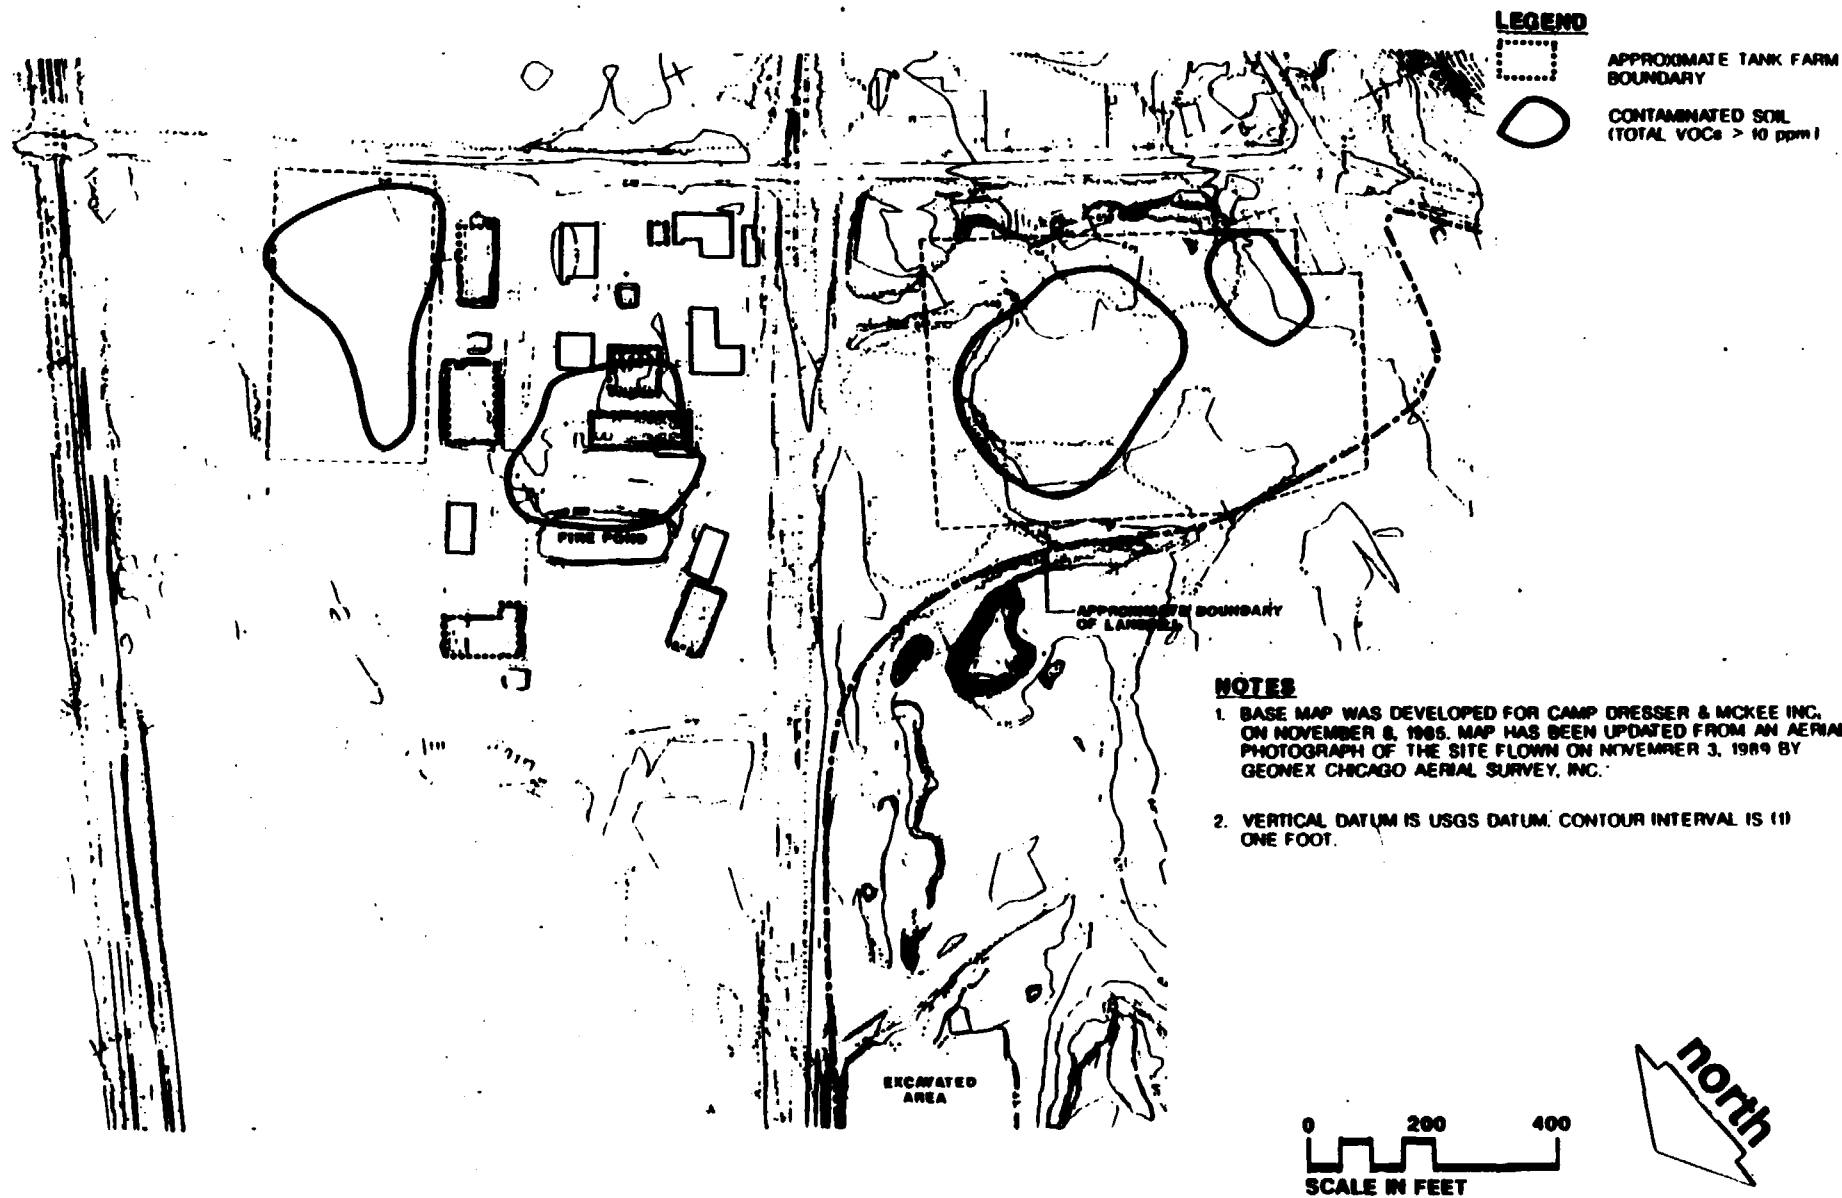 LEGEND
APPROXIMATE TANK FARM
BOUNDARY
CONTAMINATED SOIL
(TOTAL VOCs > 10 ppm)
FIRE POND
APPROXIMATE BOUNDARY
OF LANDFILL
NOTES
1. BASE MAP WAS DEVELOPED FOR CAMP DRESSER & MCKEE INC.
ON NOVEMBER 8, 1985. MAP HAS BEEN UPDATED FROM AN AERIAL
PHOTOGRAPH OF THE SITE FLOWN ON NOVEMBER 3, 1989 BY
GEONEX CHICAGO AERIAL SURVEY, INC.
2. VERTICAL DATUM IS USGS DATUM. CONTOUR INTERVAL IS (1)
ONE FOOT.
EXCAVATED
AREA
0 200 400
SCALE IN FEET
north